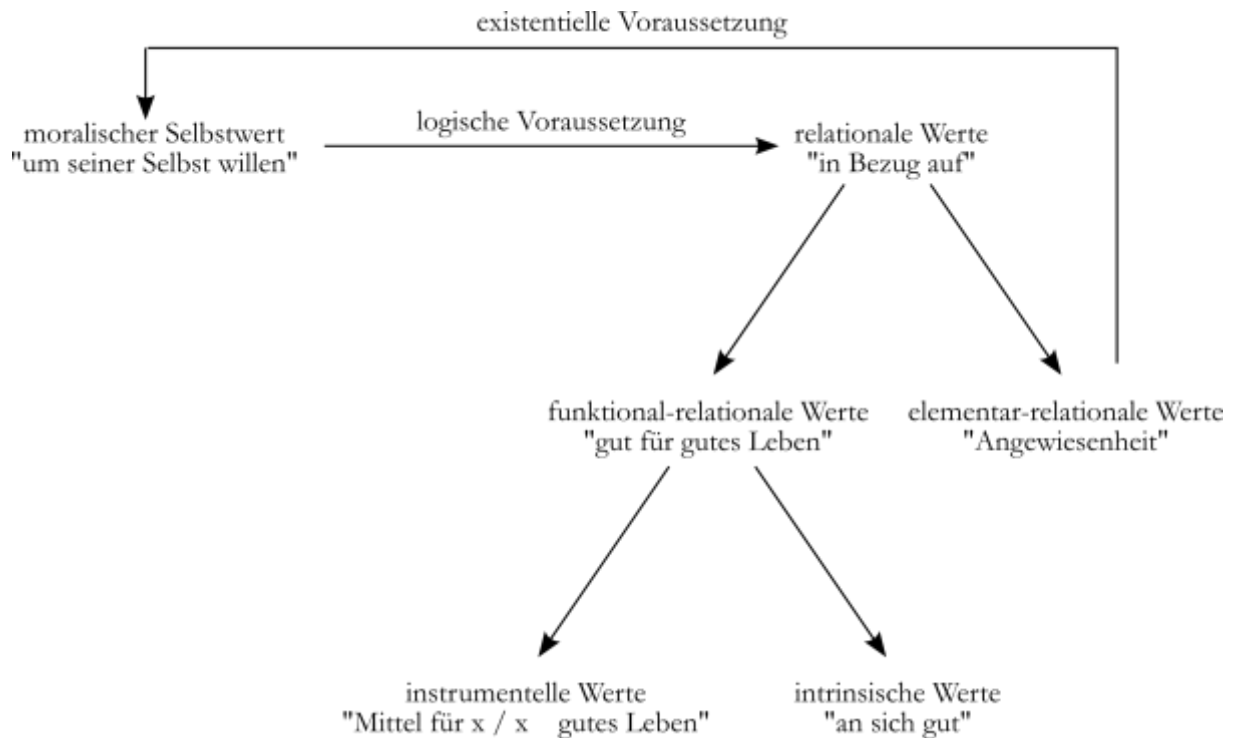 existentielle Voraussetzung
logische Voraussetzung
moralischer Selbstwert
"um seiner Selbst willen"
relationale Werte
"in Bezug auf"
funktional-relationale Werte
"gut für gutes Leben"
elementar-relationale Werte
"Angewiesenheit"
instrumentelle Werte
"Mittel für x / x    gutes Leben"
intrinsische Werte
"an sich gut"